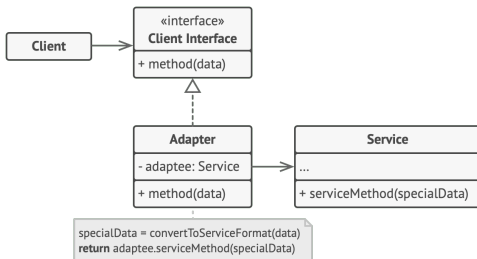 «interface»
Client Interface
Client
+ method(data)
Adapter
- adaptee: Service
+ method(data)
Service
...
+ serviceMethod(specialData)
specialData = convertToServiceFormat(data)
return adaptee.serviceMethod(specialData)